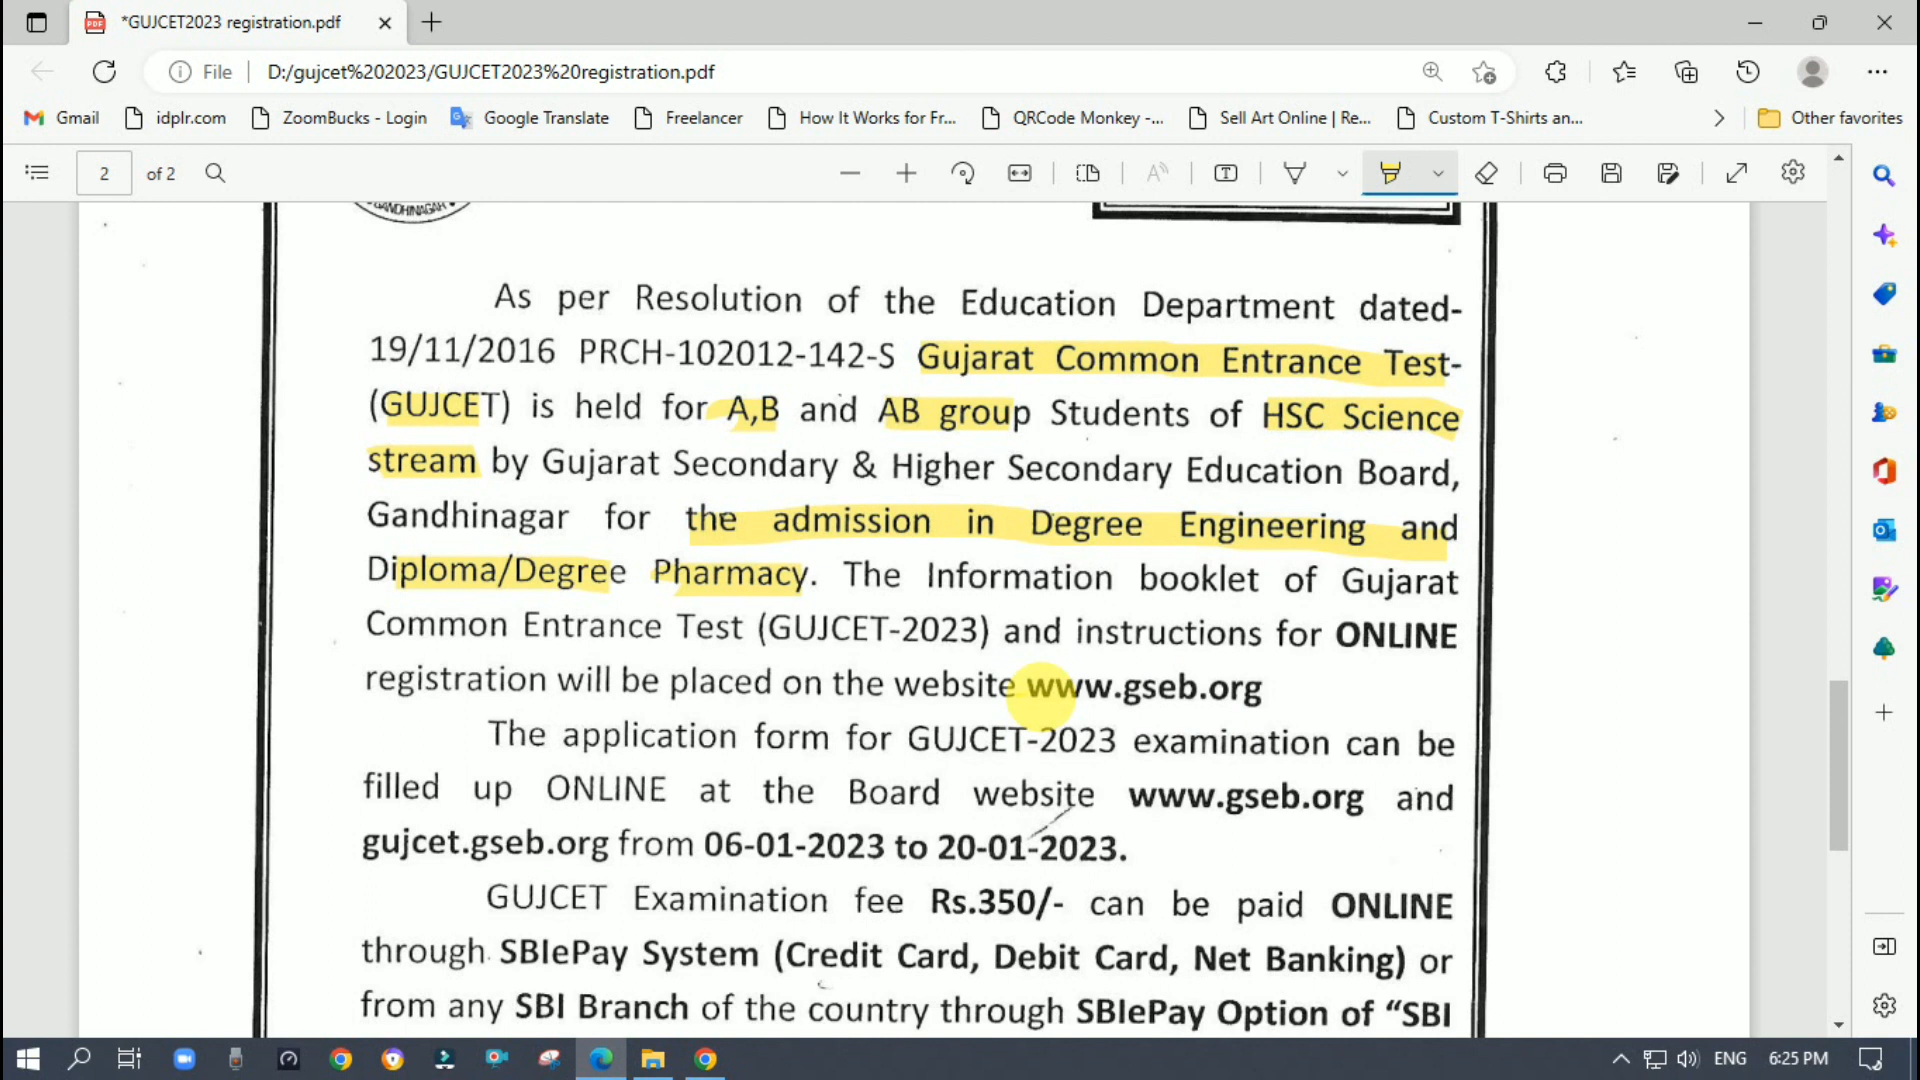 *GUJCET2023 registration.pdf
File
D:/gujcet%202023/GUJCET2023%20registration.pdf
Gmail
idplr.com
ZoomBucks - Login
Google Translate
Freelancer
How It Works for Fr...
QRCode Monkey -...
Sell Art Online | Re...
Custom T-Shirts an...
Other favorites
2 of 2
GANDHINAGAR
As per Resolution of the Education Department dated-
19/11/2016 PRCH-102012-142-S Gujarat Common Entrance Test-
(GUJCET) is held for A,B and AB group Students of HSC Science
stream by Gujarat Secondary & Higher Secondary Education Board,
Gandhinagar for the admission in Degree Engineering and
Diploma/Degree Pharmacy. The Information booklet of Gujarat
Common Entrance Test (GUJCET-2023) and instructions for ONLINE
registration will be placed on the website www.gseb.org
The application form for GUJCET-2023 examination can be
filled up ONLINE at the Board website www.gseb.org and
gujcet.gseb.org from 06-01-2023 to 20-01-2023.
GUJCET Examination fee Rs.350/- can be paid ONLINE
through SBIePay System (Credit Card, Debit Card, Net Banking) or
from any SBI Branch of the country through SBIePay Option of “SBI
ENG
6:25 PM